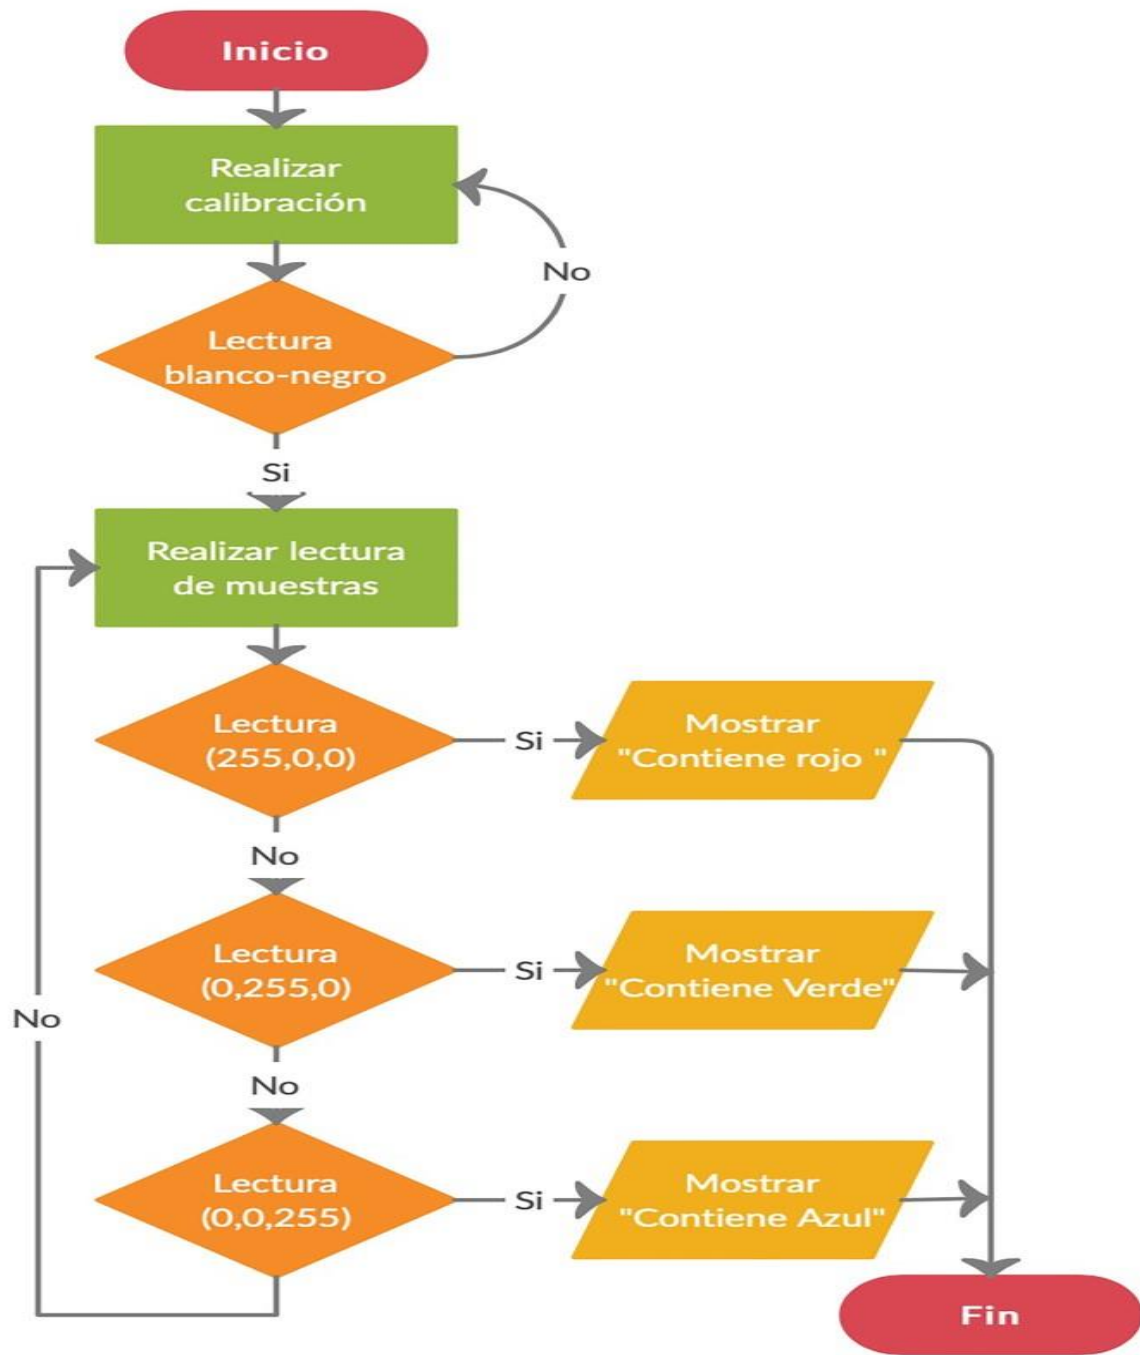 Inicio
Realizar
calibración
No
Lectura
blanco-negro
Si
Realizar lectura
de muestras
Lectura
(255,0,0)
Si
Mostrar
"Contiene rojo "
No
Lectura
(0,255,0)
Si
Mostrar
"Contiene Verde"
No
No
Lectura
(0,0,255)
Si
Mostrar
"Contiene Azul"
Fin